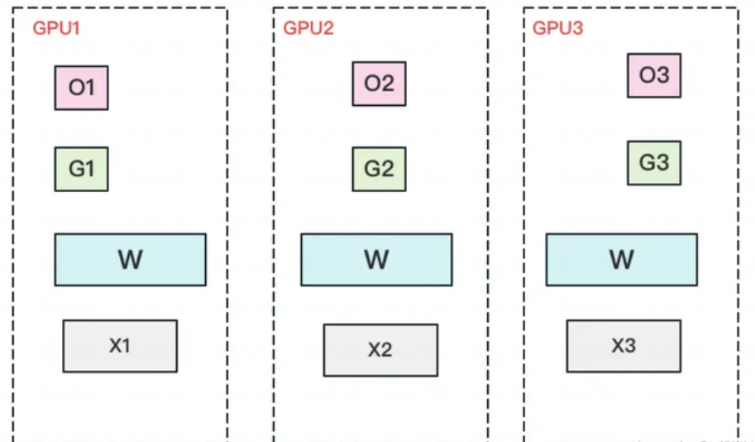 GPU1 GPU2 GPU3
O1 O2 O3
G1 G2 G3
W W W
X1 X2 X3